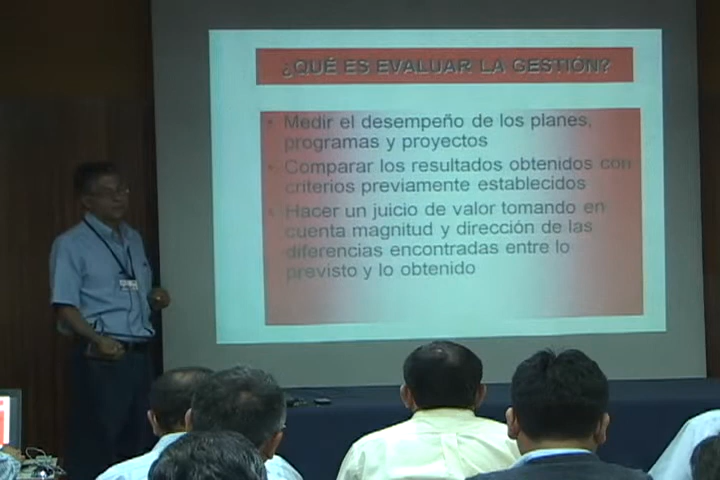 ¿QUÉ ES EVALUAR LA GESTIÓN?
• Medir el desempeño de los planes,
programas y proyectos
• Comparar los resultados obtenidos con
criterios previamente establecidos
• Hacer un juicio de valor tomando en
cuenta magnitud y dirección de las
diferencias encontradas entre lo
previsto y lo obtenido